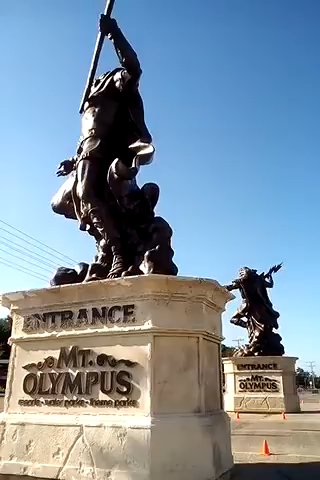 ENTRANCE
Mt.
OLYMPUS
resorts • water parks • theme parks
ENTRANCE
Mt.
OLYMPUS